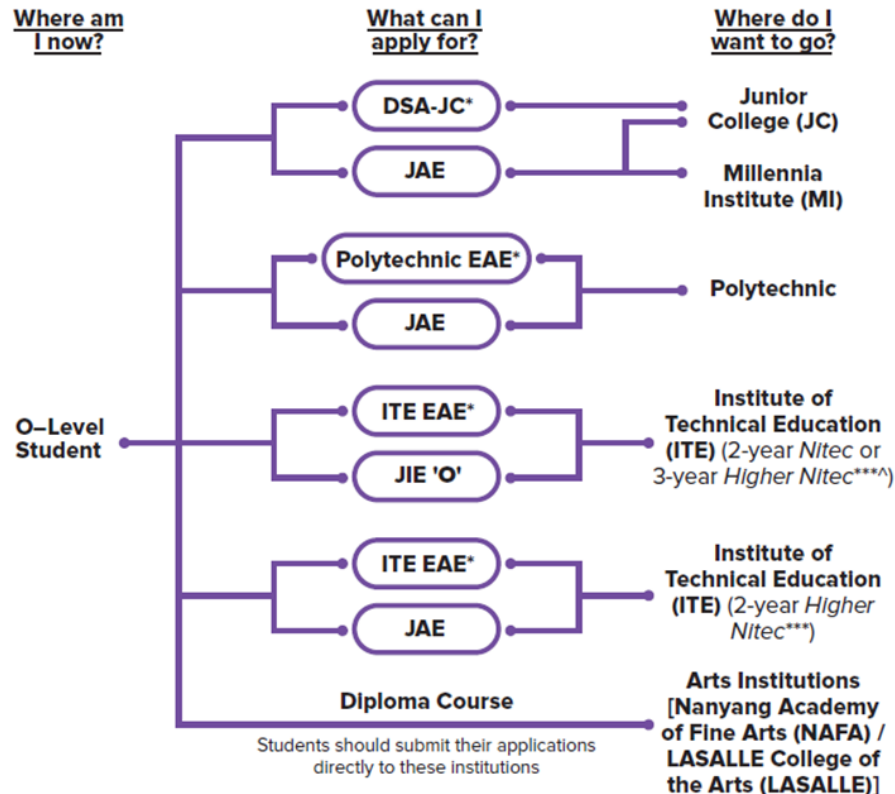 Where am
I now?
What can I
apply for?
Where do I
want to go?
DSA-JC*
Junior
College (JC)
JAE
Millennia
Institute (MI)
Polytechnic EAE*
Polytechnic
JAE
O–Level
Student
ITE EAE*
JIE 'O'
Institute of
Technical Education
(ITE) (2-year Nitec or
3-year Higher Nitec***^)
ITE EAE*
JAE
Institute of
Technical Education
(ITE) (2-year Higher
Nitec***)
Diploma Course
Students should submit their applications
directly to these institutions
Arts Institutions
[Nanyang Academy
of Fine Arts (NAFA) /
LASALLE College of
the Arts (LASALLE)]